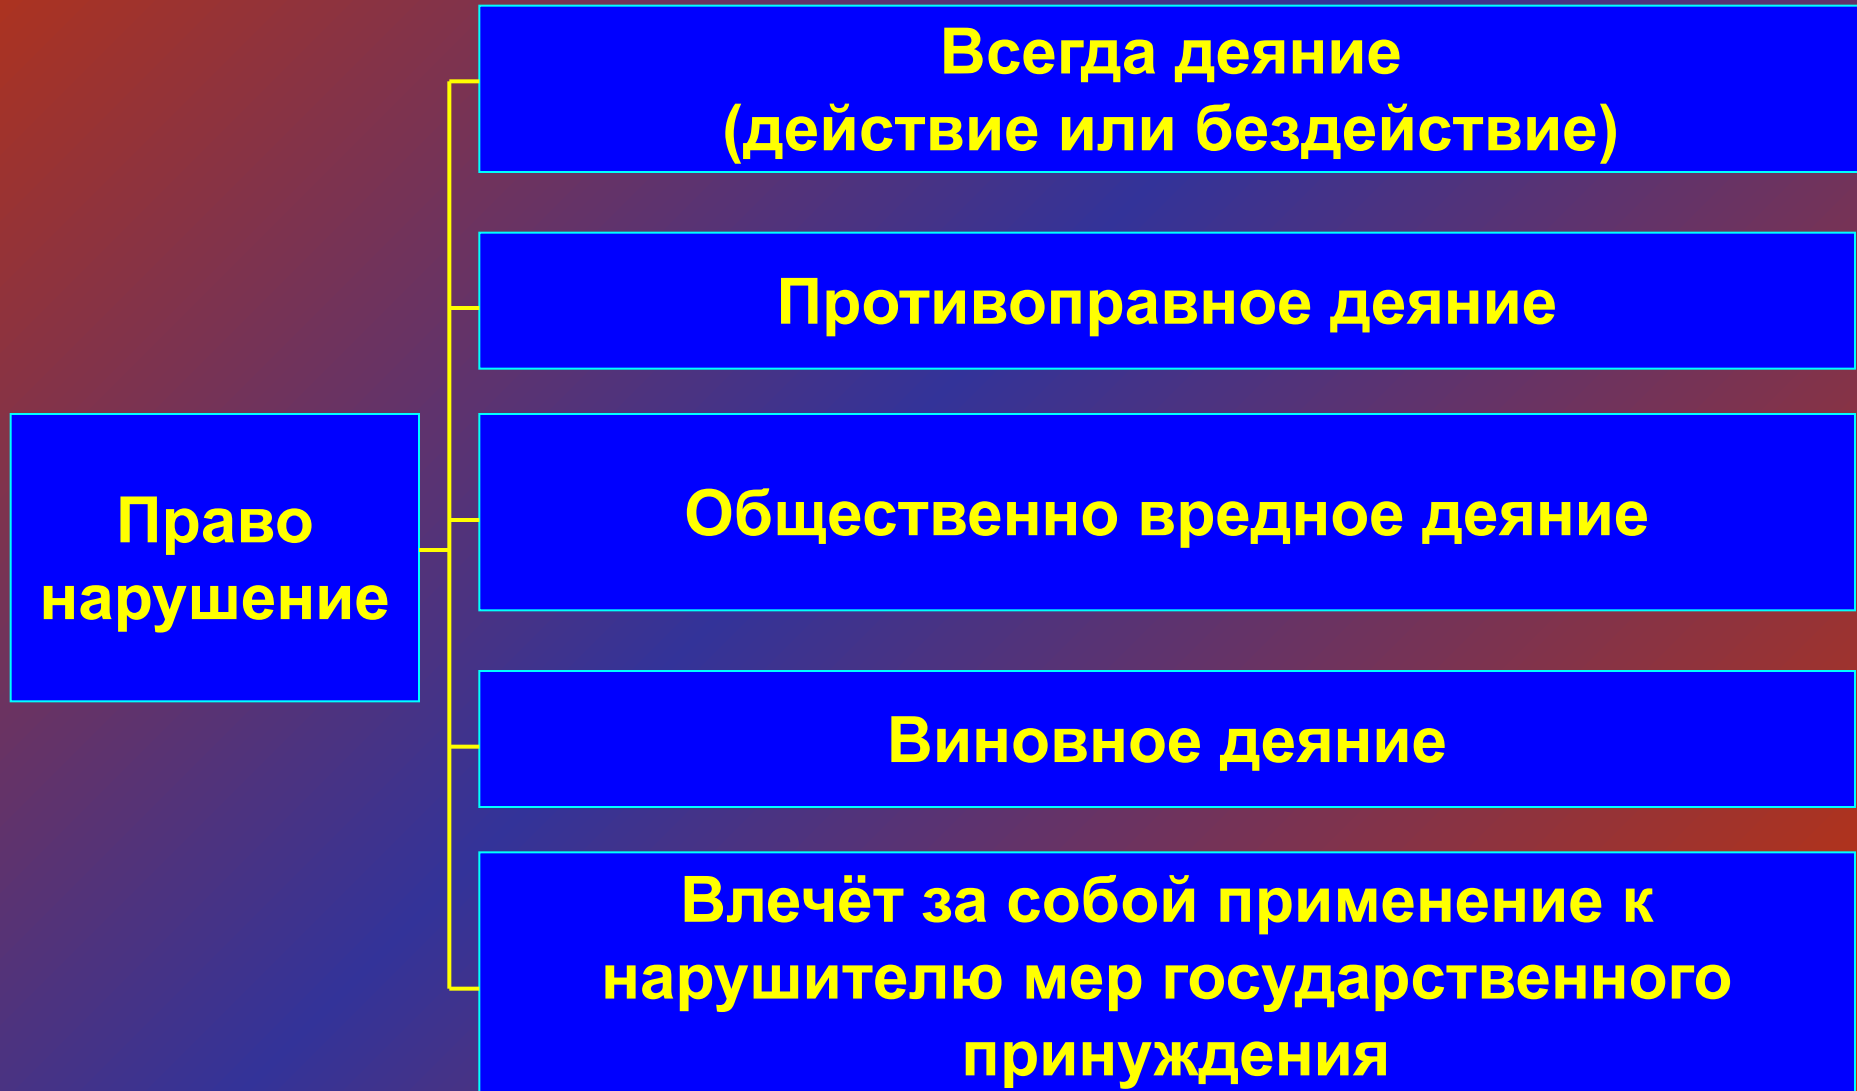 Право
нарушение
Всегда деяние
(действие или бездействие)
Противоправное деяние
Общественно вредное деяние
Виновное деяние
Влечёт за собой применение к
нарушителю мер государственного
принуждения